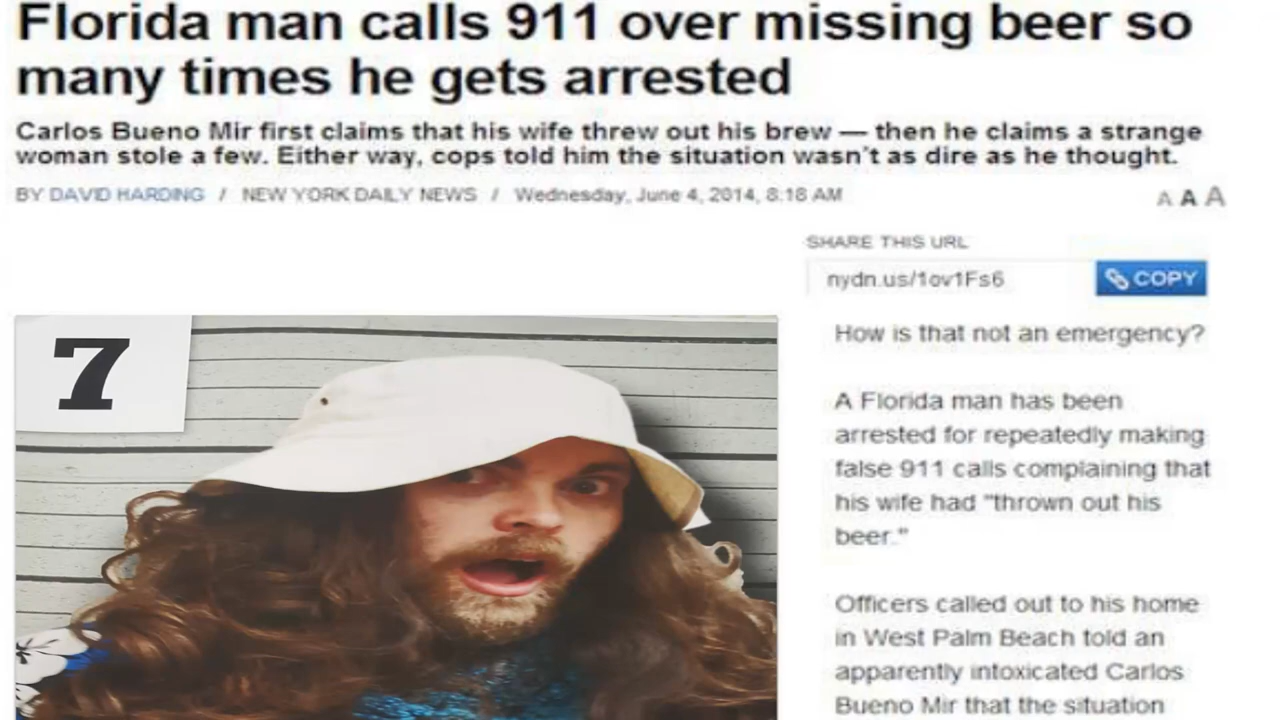 Florida man calls 911 over missing beer so
many times he gets arrested
Carlos Bueno Mir first claims that his wife threw out his brew — then he claims a strange
woman stole a few. Either way, cops told him the situation wasn't as dire as he thought.
BY DAVID HARDING / NEW YORK DAILY NEWS / Wednesday, June 4, 2014, 8:18 AM
A A A
SHARE THIS URL
nydn.us/1ov1Fs6
COPY
7
How is that not an emergency?
A Florida man has been
arrested for repeatedly making
false 911 calls complaining that
his wife had "thrown out his
beer."
Officers called out to his home
in West Palm Beach told an
apparently intoxicated Carlos
Bueno Mir that the situation